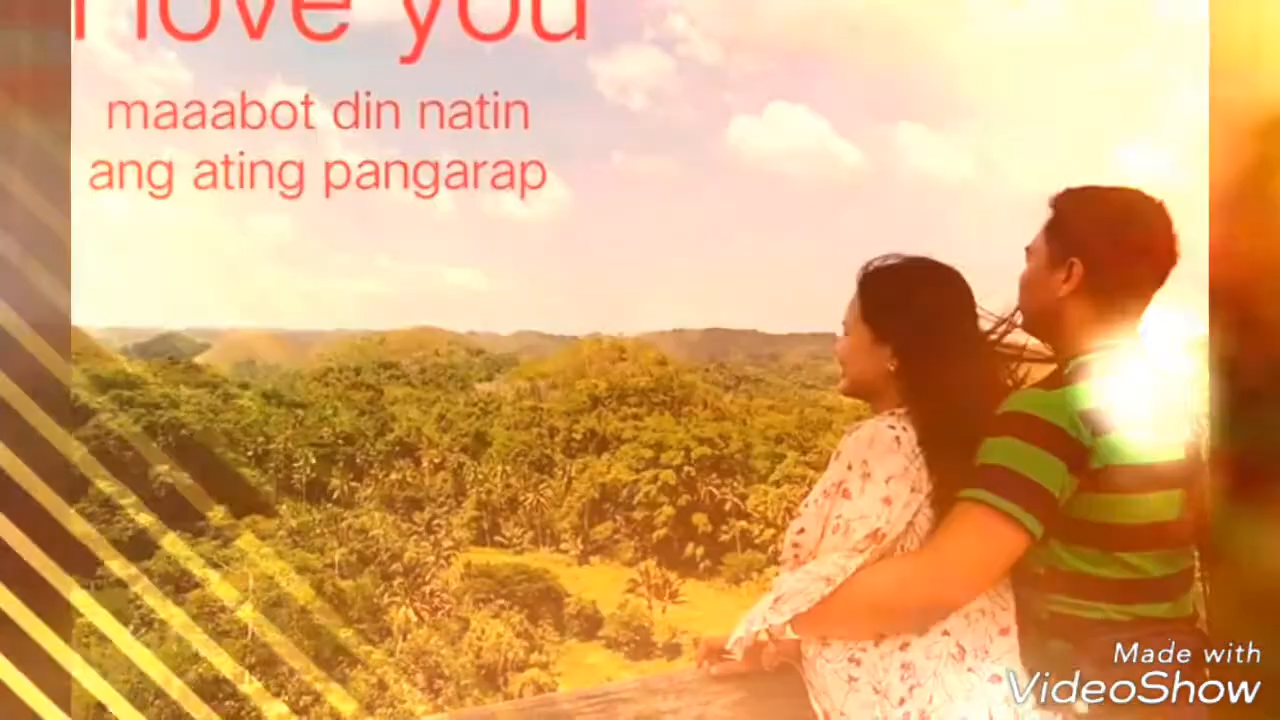 I love you
maaabot din natin
ang ating pangarap
Made with
VideoShow